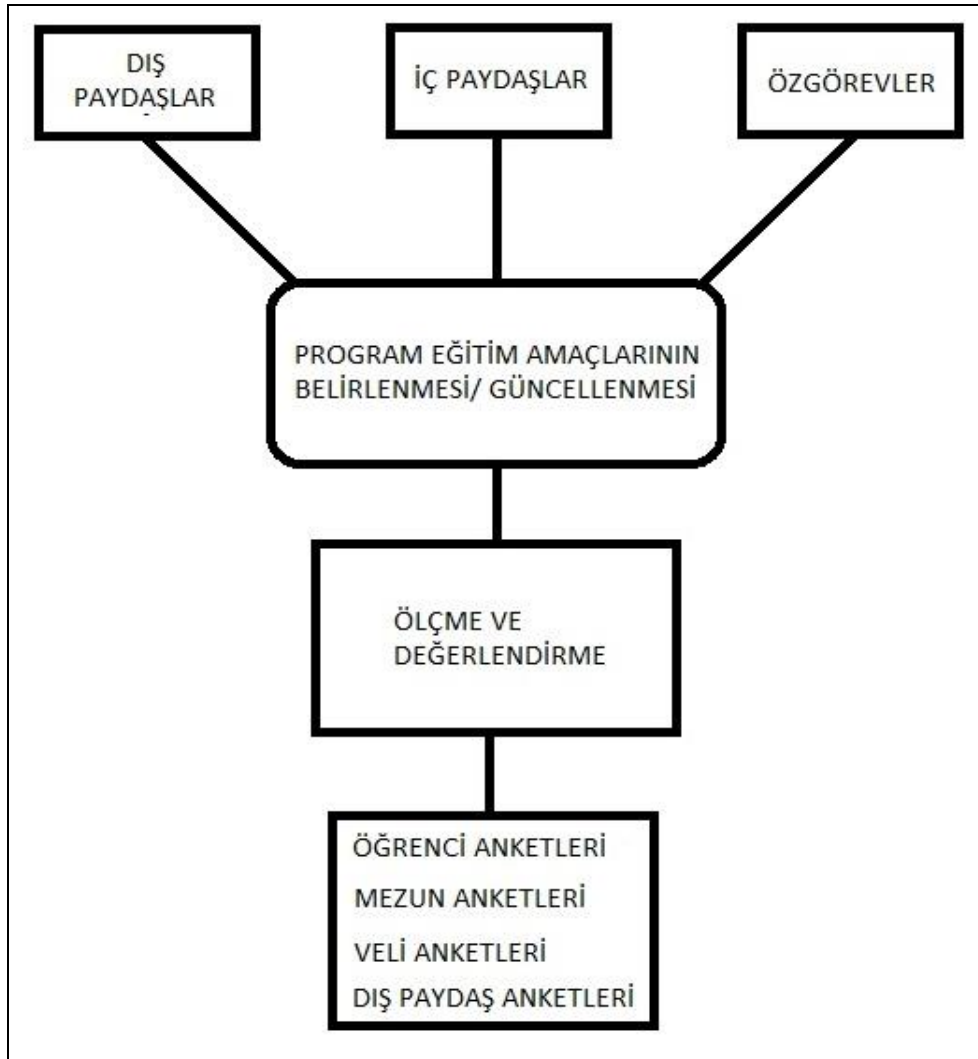 DIŞ
PAYDAŞLAR
İÇ PAYDAŞLAR
ÖZGÖREVLER
PROGRAM EĞİTİM AMAÇLARININ
BELİRLENMESİ/ GÜNCELLENMESİ
ÖLÇME VE
DEĞERLENDİRME
ÖĞRENCİ ANKETLERİ
MEZUN ANKETLERİ
VELİ ANKETLERİ
DIŞ PAYDAŞ ANKETLERİ